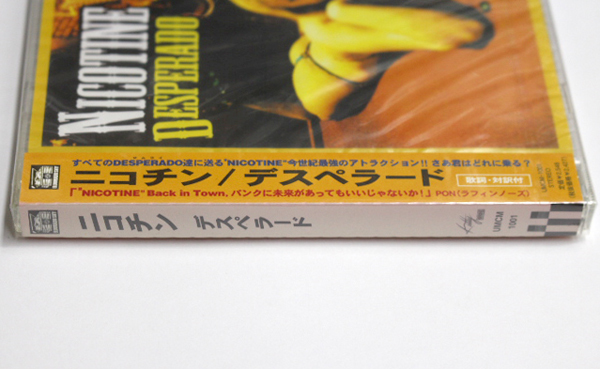 NICOTINE
DESPERADO
すべてのDESPERADO達に送る"NICOTINE"今世紀最強のアトラクション!! さあ君はどれに乗る?
ニコチン / デスペラード
歌詞・対訳付
「"NICOTINE" Back in Town. パンクに未来があってもいいじゃないか!」PON(ラフィンノーズ)
ニコチン デスペラード
UMCM
1001